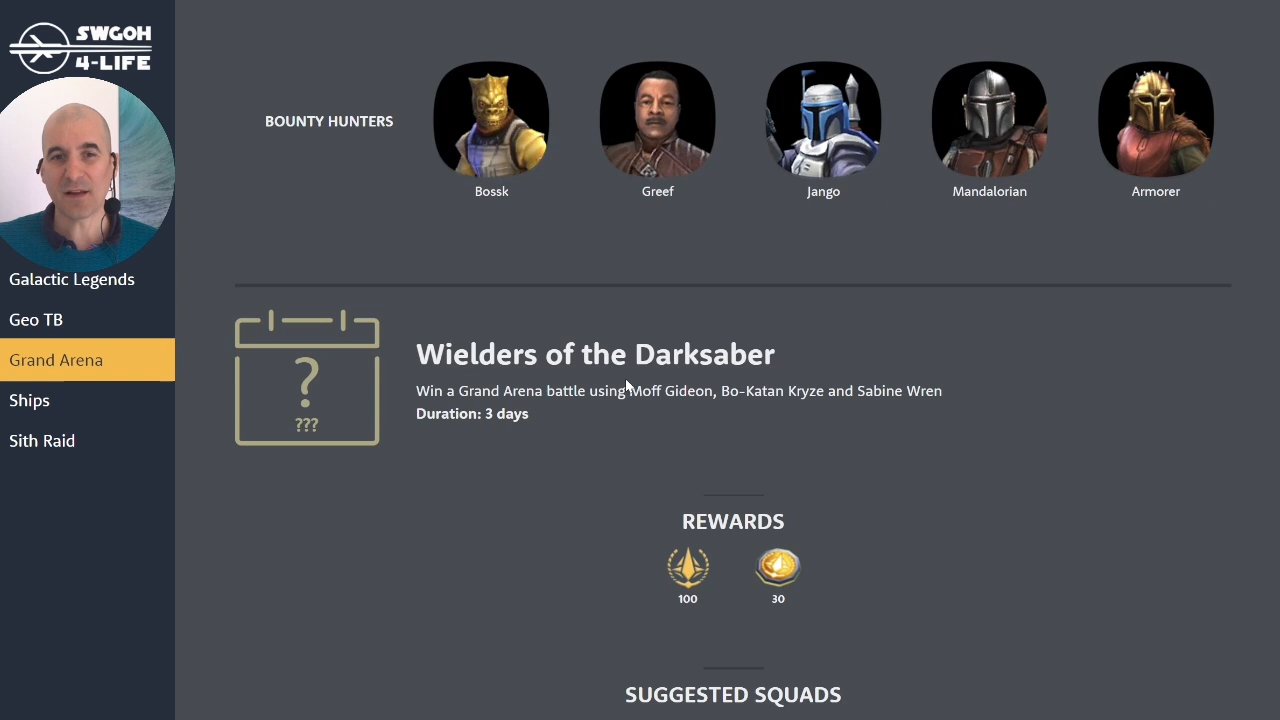 SWGOH
4-LIFE
Galactic Legends
Geo TB
Grand Arena
Ships
Sith Raid
BOUNTY HUNTERS
Bossk
Greef
Jango
Mandalorian
Armorer
???
Wielders of the Darksaber
Win a Grand Arena battle using Moff Gideon, Bo-Katan Kryze and Sabine Wren
Duration: 3 days
REWARDS
100
30
SUGGESTED SQUADS